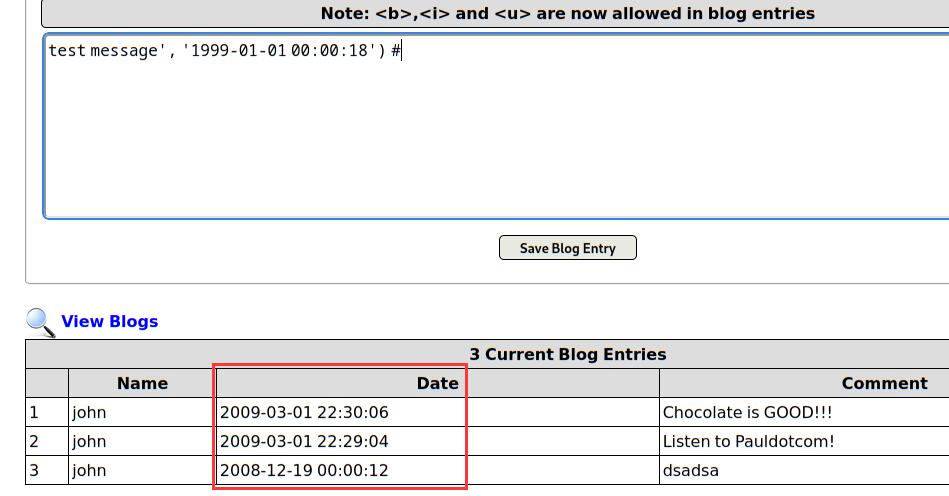 Note: <b>,<i> and <u> are now allowed in blog entries
test message', '1999-01-01 00:00:18') #
Save Blog Entry
View Blogs
3 Current Blog Entries
Name Date Comment
1 john 2009-03-01 22:30:06 Chocolate is GOOD!!!
2 john 2009-03-01 22:29:04 Listen to Pauldotcom!
3 john 2008-12-19 00:00:12 dsadsa